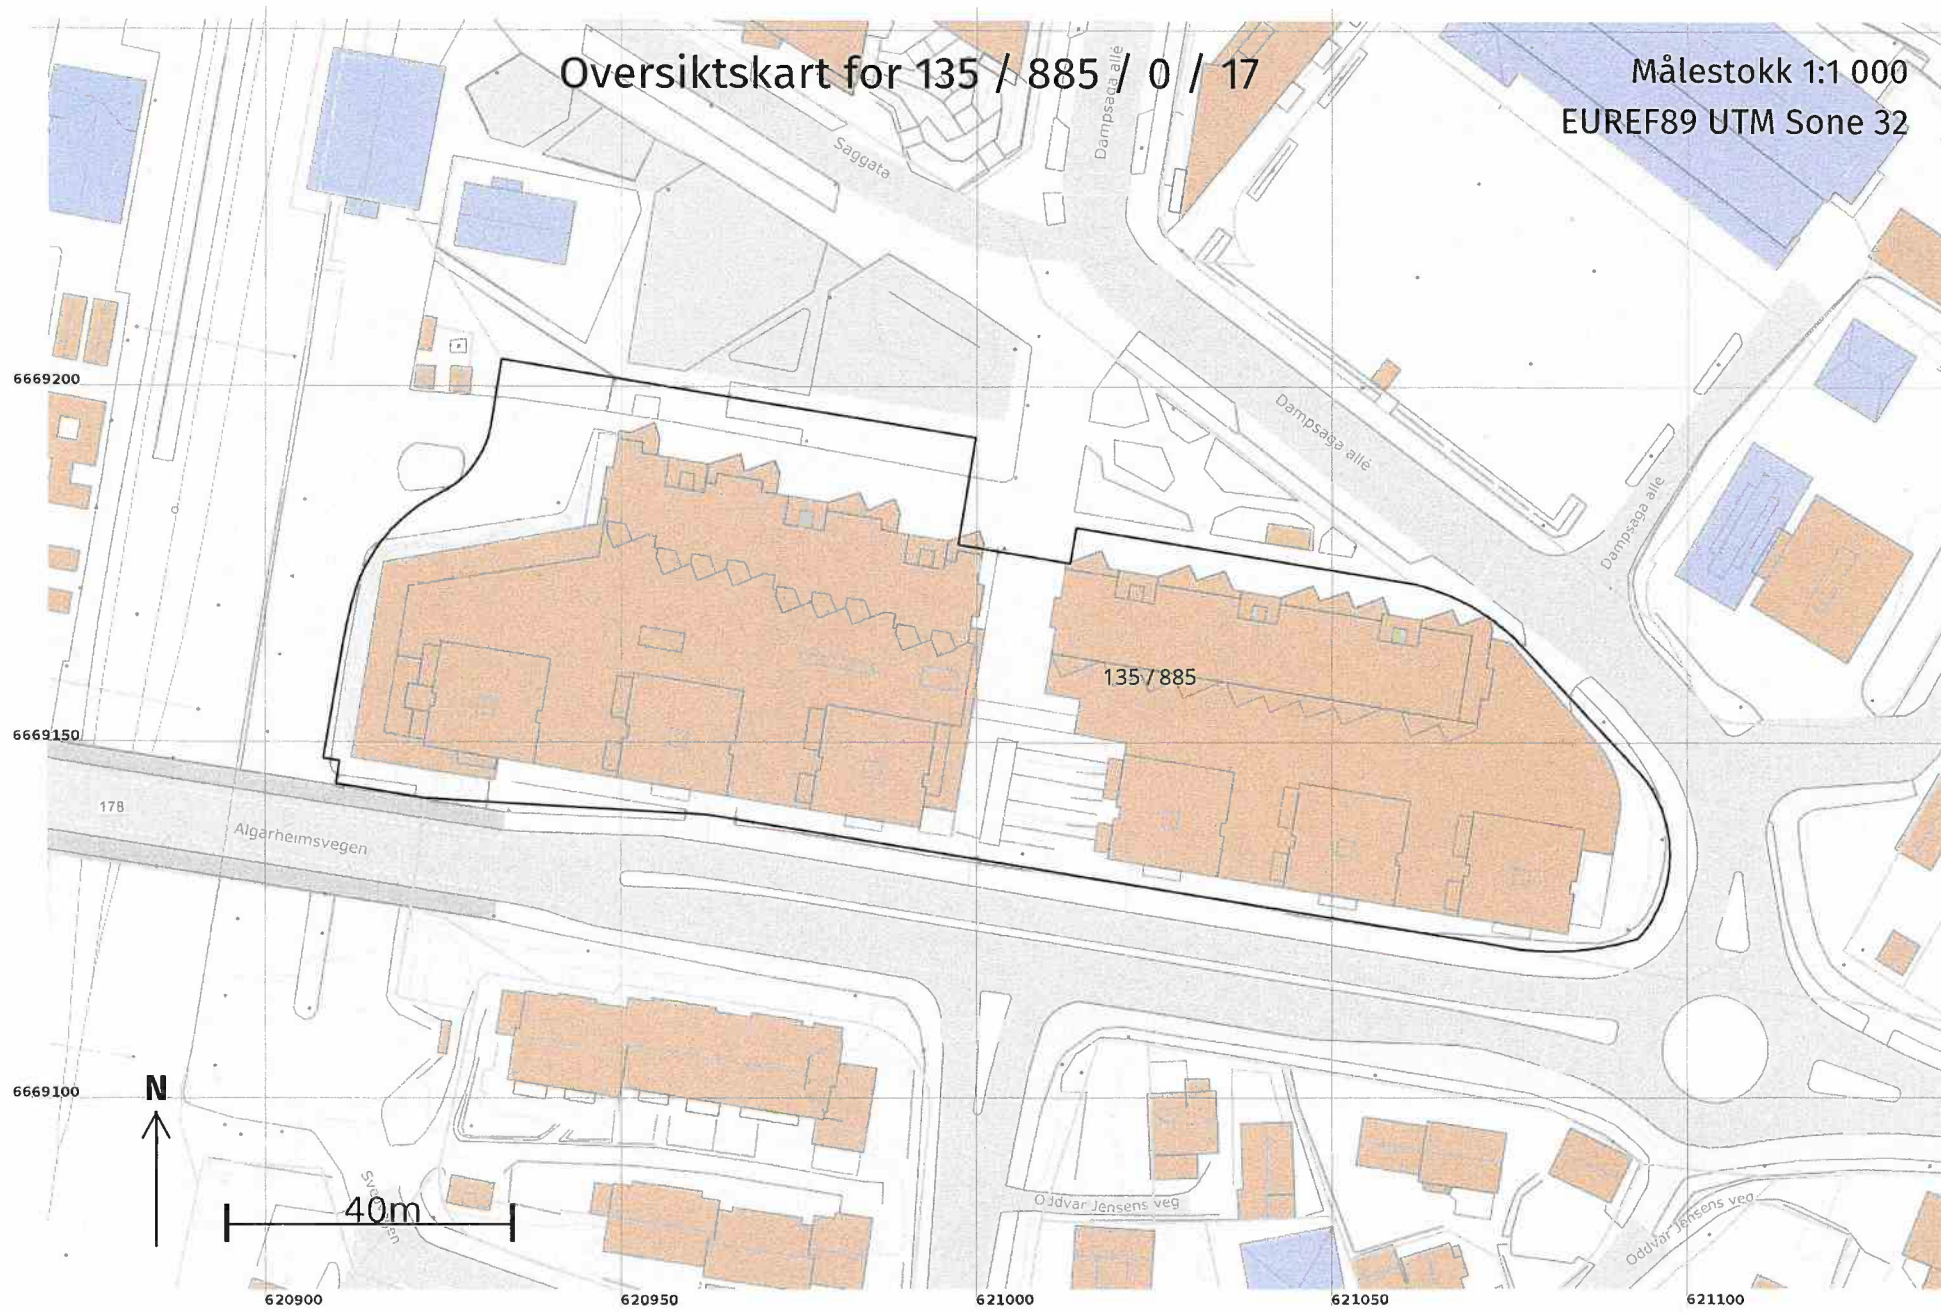 Oversiktskart for 135 / 885 / 0 / 17
Målestokk 1:1 000
EUREF89 UTM Sone 32
Dampsaga allé
Saggata
6669200
Dampsaga allé
Dampsaga allé
135 / 885
6669150
178
Algarheimsvegen
6669100
N
40m
Oddvar Jensens veg
Oddvar Jensens veg
620900
620950
621000
621050
621100